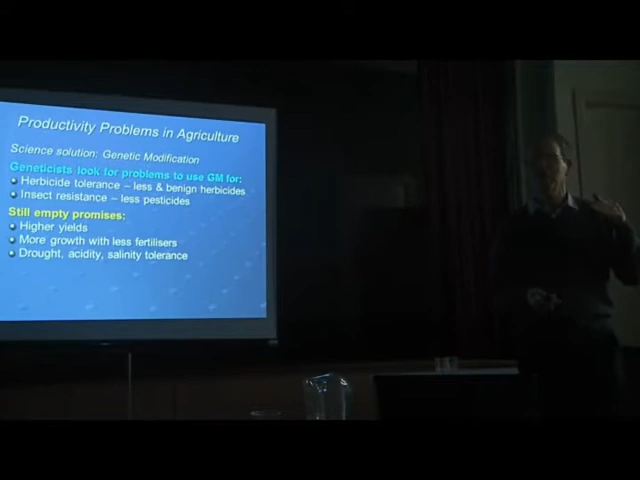 Productivity Problems in Agriculture
Science solution: Genetic Modification
Geneticists look for problems to use GM for:
Herbicide tolerance – less & benign herbicides
Insect resistance – less pesticides
Still empty promises:
Higher yields
More growth with less fertilisers
Drought, acidity, salinity tolerance